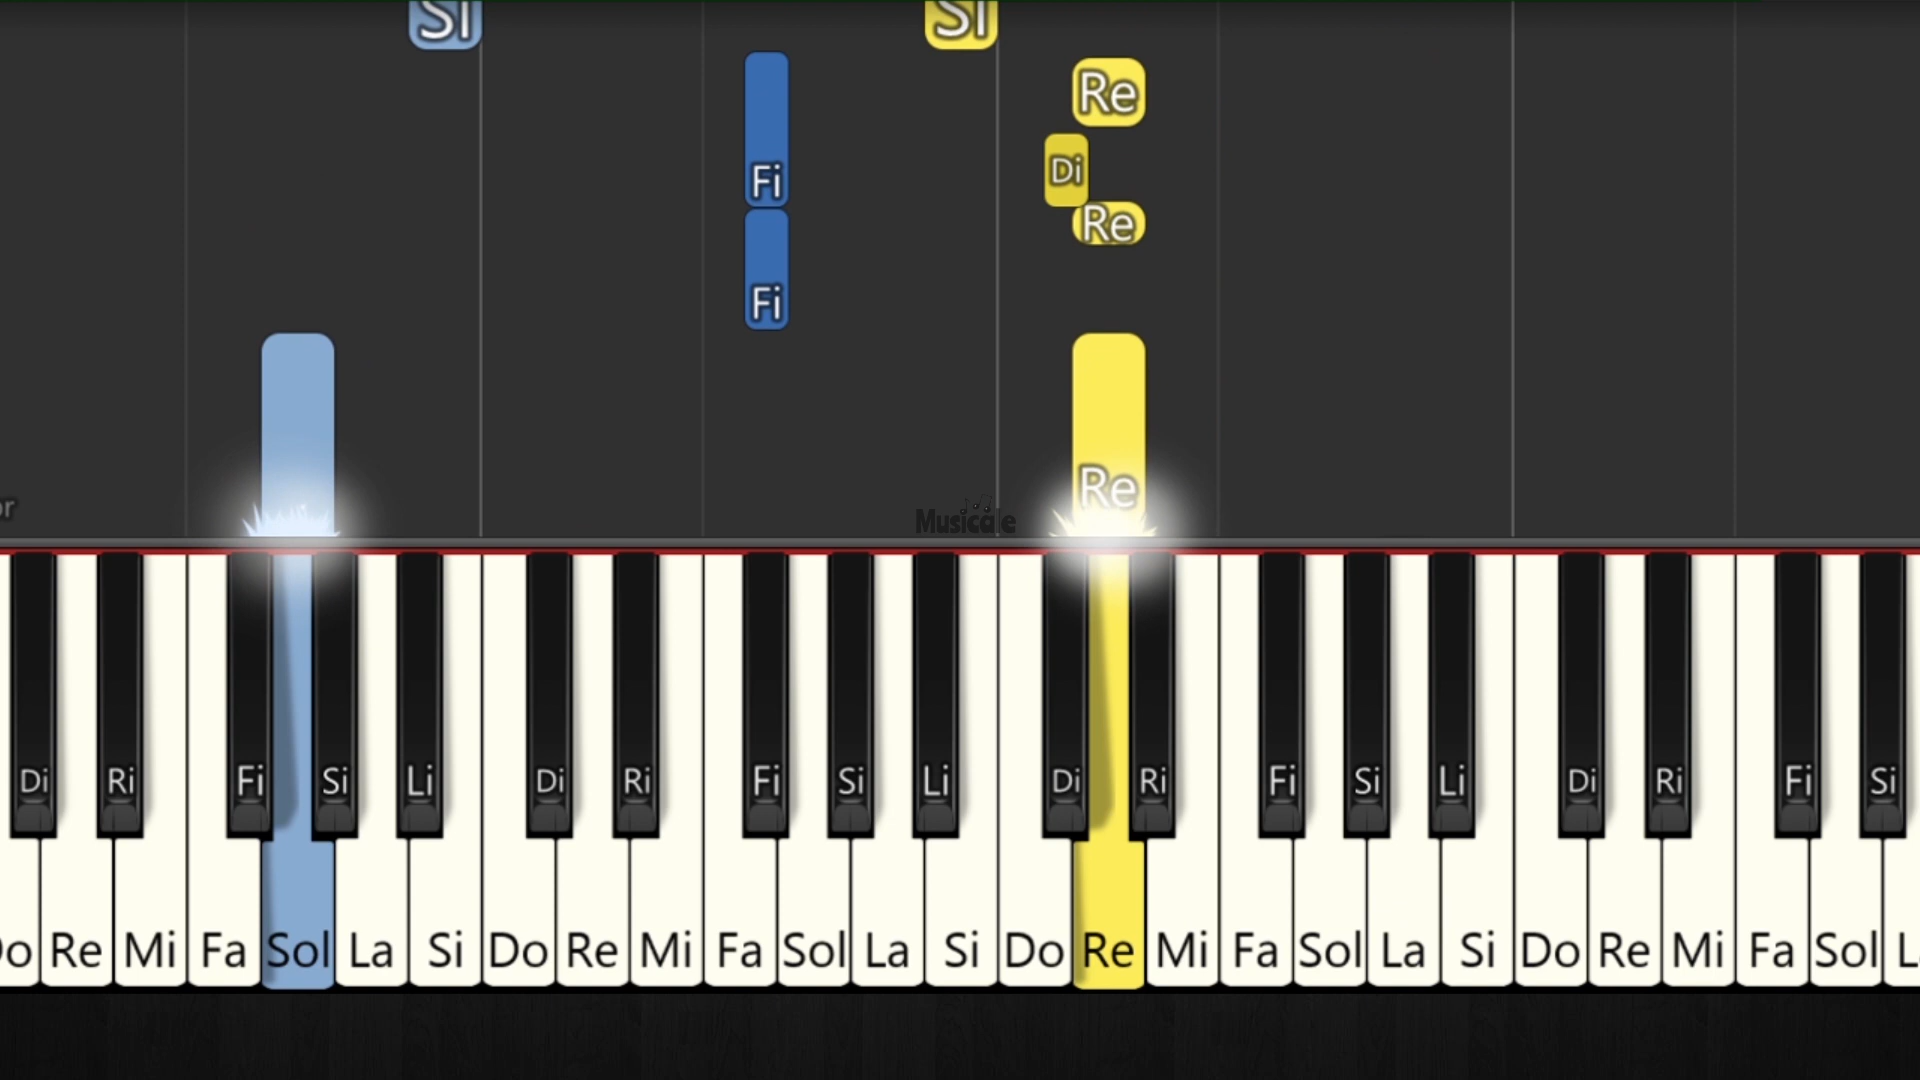 Si Si
Re
Di
Fi
Re
Fi
Re
or
Musicale
Di Ri Fi Si Li Di Ri Fi Si Li Di Ri Fi Si Li Di Ri Fi Si
Do Re Mi Fa Sol La Si Do Re Mi Fa Sol La Si Do Re Mi Fa Sol La Si Do Re Mi Fa Sol L